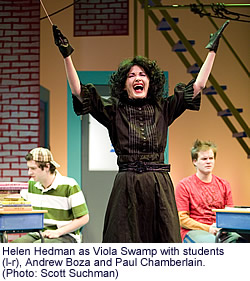 Helen Hedman as Viola Swamp with students
(l-r), Andrew Boza and Paul Chamberlain.
(Photo: Scott Suchman)